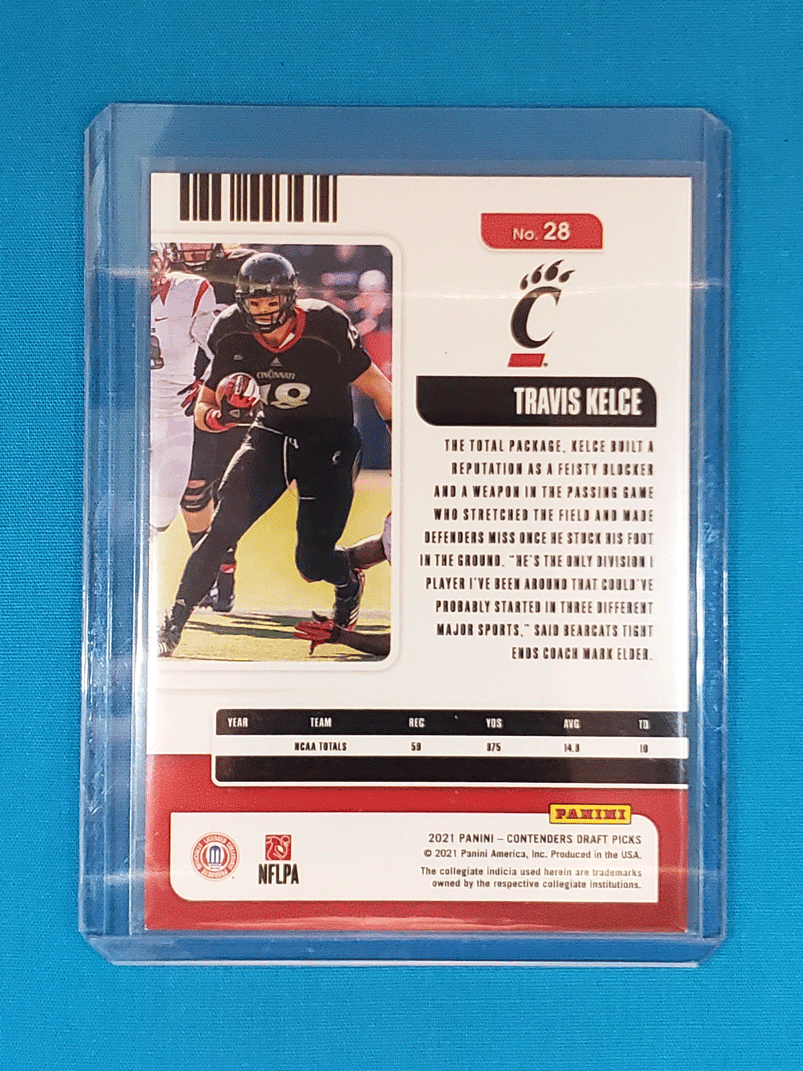 No. 28
C
TRAVIS KELCE
CINCINNATI
18
THE TOTAL PACKAGE, KELCE BUILT A
REPUTATION AS A FEISTY BLOCKER
AND A WEAPON IN THE PASSING GAME
WHO STRETCHED THE FIELD AND MADE
DEFENDERS MISS ONCE HE STUCK HIS FOOT
IN THE GROUND. "HE'S THE ONLY DIVISION I
PLAYER I'VE BEEN AROUND THAT COULD'VE
PROBABLY STARTED IN THREE DIFFERENT
MAJOR SPORTS," SAID BEARCATS TIGHT
ENDS COACH MARK ELDER.
YEAR TEAM REC YDS AVG TD
NCAA TOTALS 59 875 14.8 10
PANINI
2021 PANINI – CONTENDERS DRAFT PICKS
© 2021 Panini America, Inc. Produced in the USA.
The collegiate indicia used herein are trademarks
owned by the respective collegiate institutions.
NFLPA